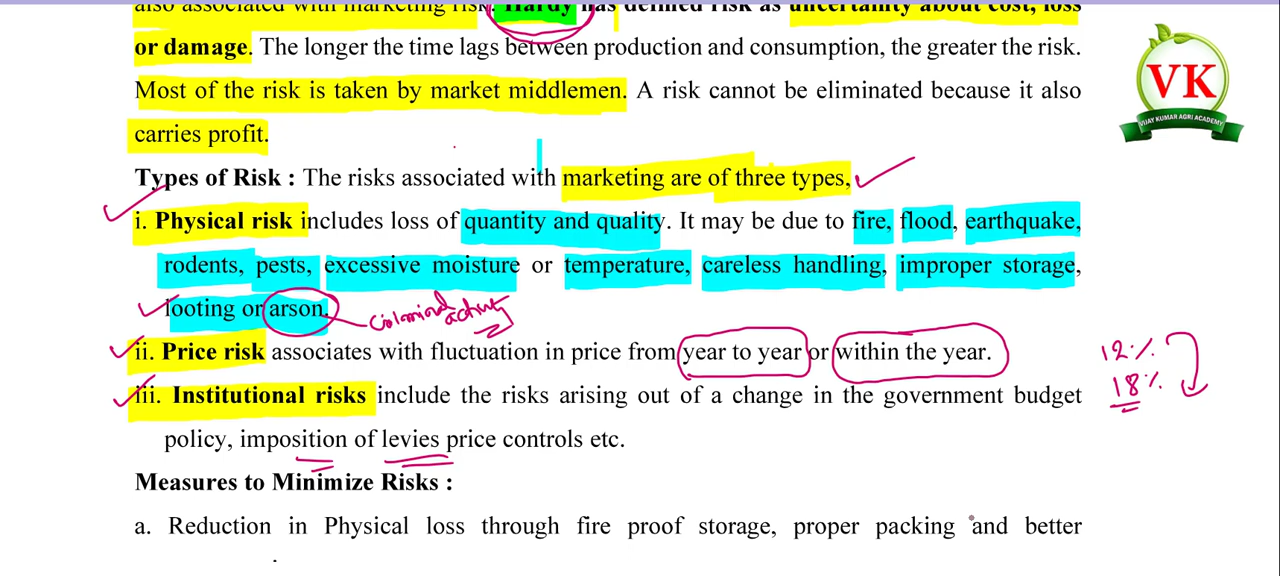 also associated with marketing risk. Hardy has defined risk as uncertainty about cost, loss
or damage. The longer the time lags between production and consumption, the greater the risk.
Most of the risk is taken by market middlemen. A risk cannot be eliminated because it also
carries profit.
VK
VIJAY KUMAR AGRI ACADEMY
Types of Risk : The risks associated with marketing are of three types,
i. Physical risk includes loss of quantity and quality. It may be due to fire, flood, earthquake,
rodents, pests, excessive moisture or temperature, careless handling, improper storage,
looting or arson.
ii. Price risk associates with fluctuation in price from year to year or within the year.
12%
iii. Institutional risks include the risks arising out of a change in the government budget
18%
policy, imposition of levies price controls etc.
Measures to Minimize Risks :
a. Reduction in Physical loss through fire proof storage, proper packing and better